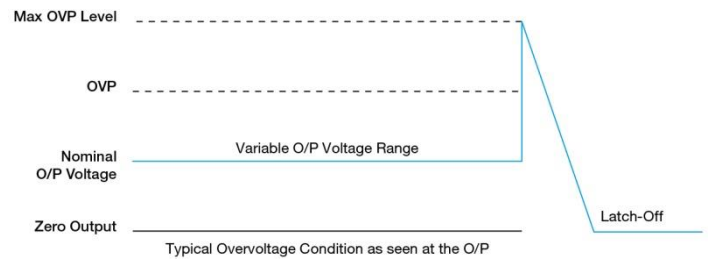 Max OVP Level
OVP
Variable O/P Voltage Range
Nominal
O/P Voltage
Zero Output
Latch-Off
Typical Overvoltage Condition as seen at the O/P